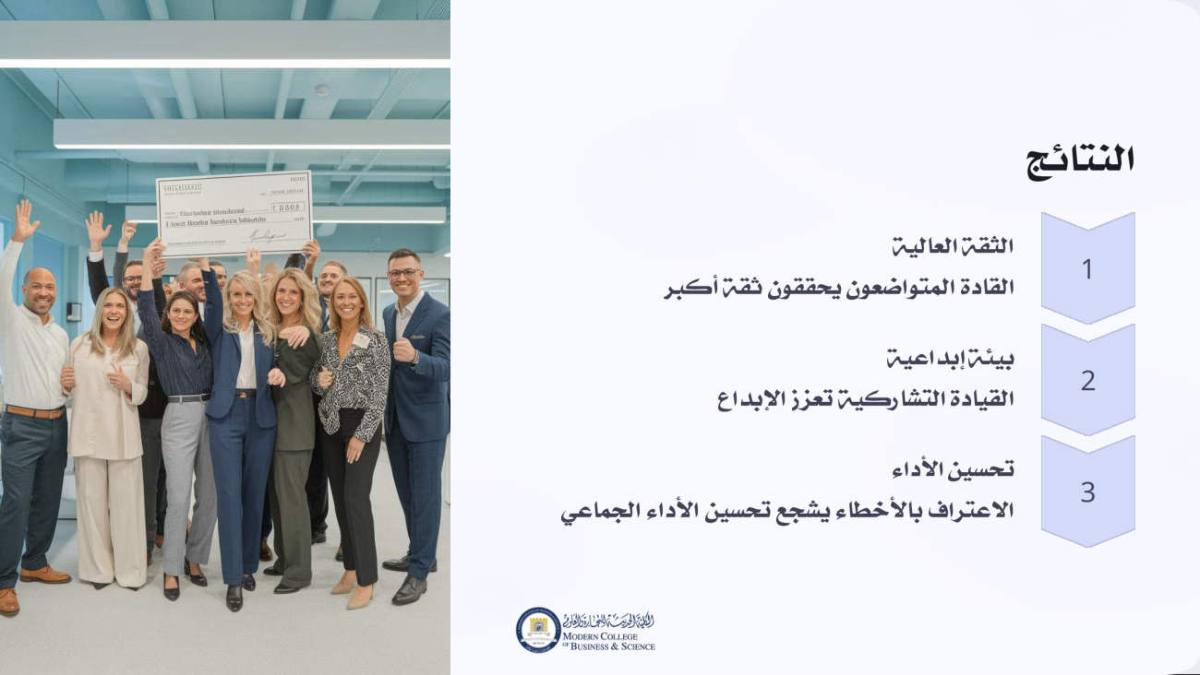 النتائج
1
الثقة العالية
القادة المتواضعون يحققون ثقة أكبر
2
بيئة إبداعية
القيادة التشاركية تعزز الإبداع
3
تحسين الأداء
الاعتراف بالأخطاء يشجع تحسين الأداء الجماعي
MODERN COLLEGE
OF BUSINESS & SCIENCE